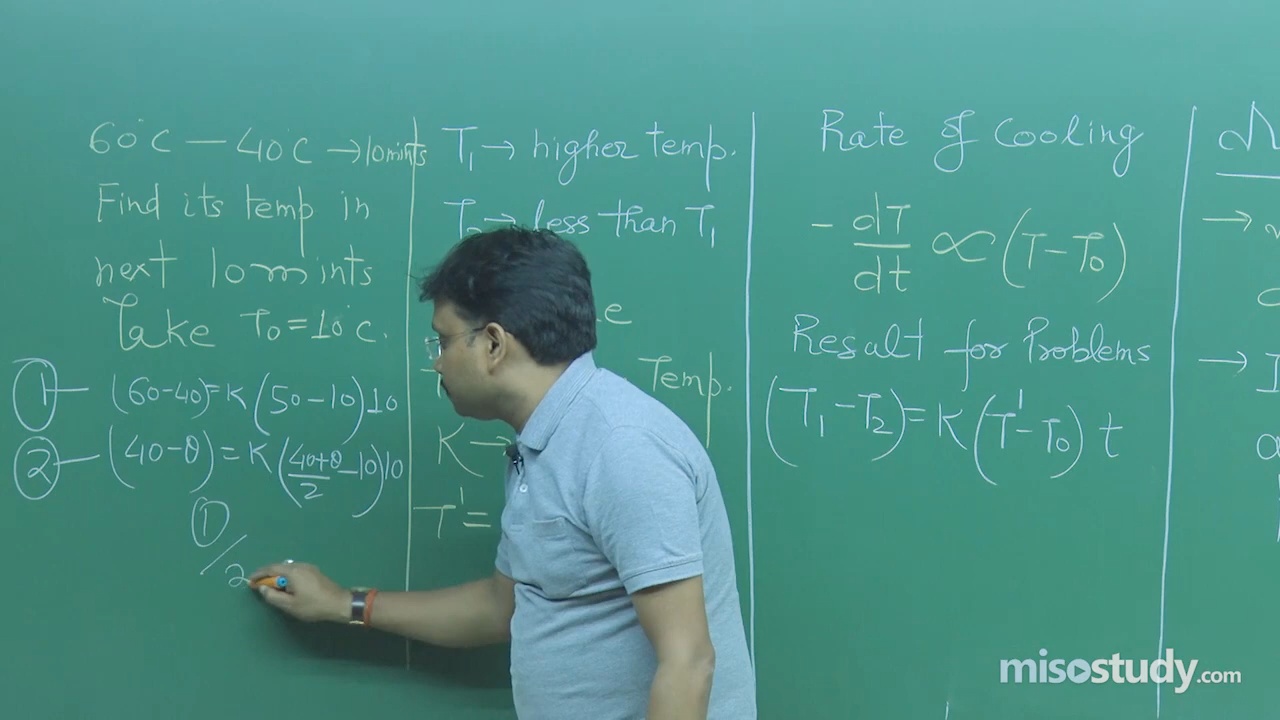 60°C — 40°C → 10 mints
Find its temp in
next 10 mints
Take T₀ = 10°C.
① — (60-40) = K (50-10) 10
② — (40-θ) = K ((40+θ)/2 - 10) 10
① / 2
T₁ → higher temp.
T₂ → less than T₁
Temp.
K →
T' =
Rate of Cooling
- dT/dt ∝ (T - T₀)
Result for Problems
(T₁ - T₂) = K (T' - T₀) t
misostudy.com